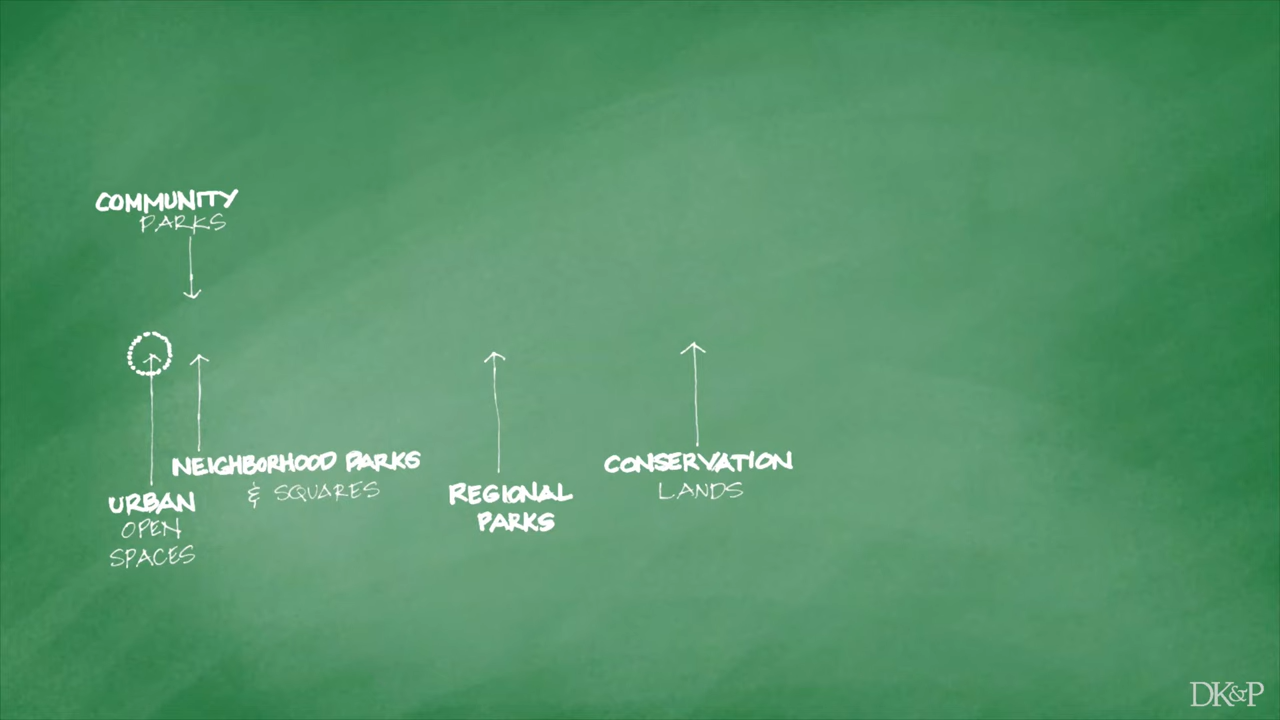 COMMUNITY
PARKS
NEIGHBORHOOD PARKS
& SQUARES
URBAN
OPEN
SPACES
REGIONAL
PARKS
CONSERVATION
LANDS
DK&P